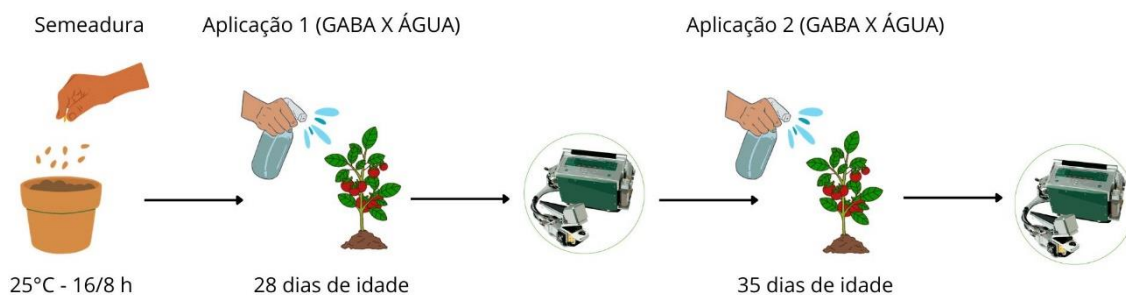 Semeadura
Aplicação 1 (GABA X ÁGUA)
Aplicação 2 (GABA X ÁGUA)
25°C - 16/8 h
28 dias de idade
35 dias de idade